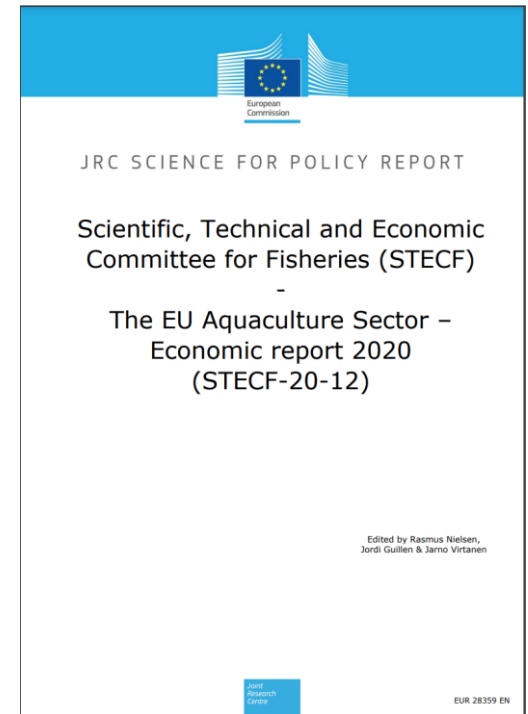 European
Commission
JRC SCIENCE FOR POLICY REPORT
Scientific, Technical and Economic
Committee for Fisheries (STECF)
-
The EU Aquaculture Sector –
Economic report 2020
(STECF-20-12)
Edited by Rasmus Nielsen,
Jordi Guillen & Jarno Virtanen
Joint
Research
Centre
EUR 28359 EN